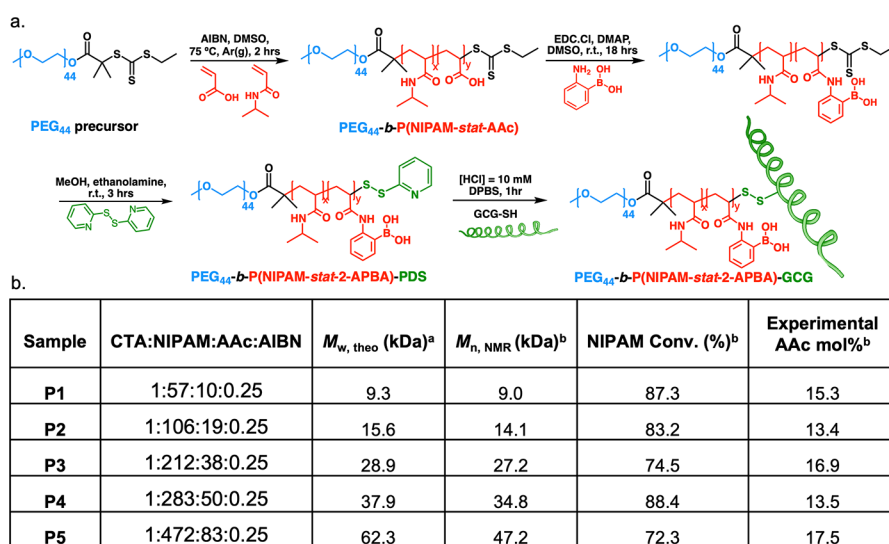 a.
AIBN, DMSO,
75 ºC, Ar(g), 2 hrs
EDC.Cl, DMAP,
DMSO, r.t., 18 hrs
PEG44 precursor
PEG44-b-P(NIPAM-stat-AAc)
MeOH, ethanolamine,
r.t., 3 hrs
[HCl] = 10 mM
DPBS, 1hr
GCG-SH
PEG44-b-P(NIPAM-stat-2-APBA)-PDS
PEG44-b-P(NIPAM-stat-2-APBA)-GCG
b.
Sample CTA:NIPAM:AAc:AIBN Mw, theo (kDa)a Mn, NMR (kDa)b NIPAM Conv. (%)b Experimental AAc mol%b
P1 1:57:10:0.25 9.3 9.0 87.3 15.3
P2 1:106:19:0.25 15.6 14.1 83.2 13.4
P3 1:212:38:0.25 28.9 27.2 74.5 16.9
P4 1:283:50:0.25 37.9 34.8 88.4 13.5
P5 1:472:83:0.25 62.3 47.2 72.3 17.5